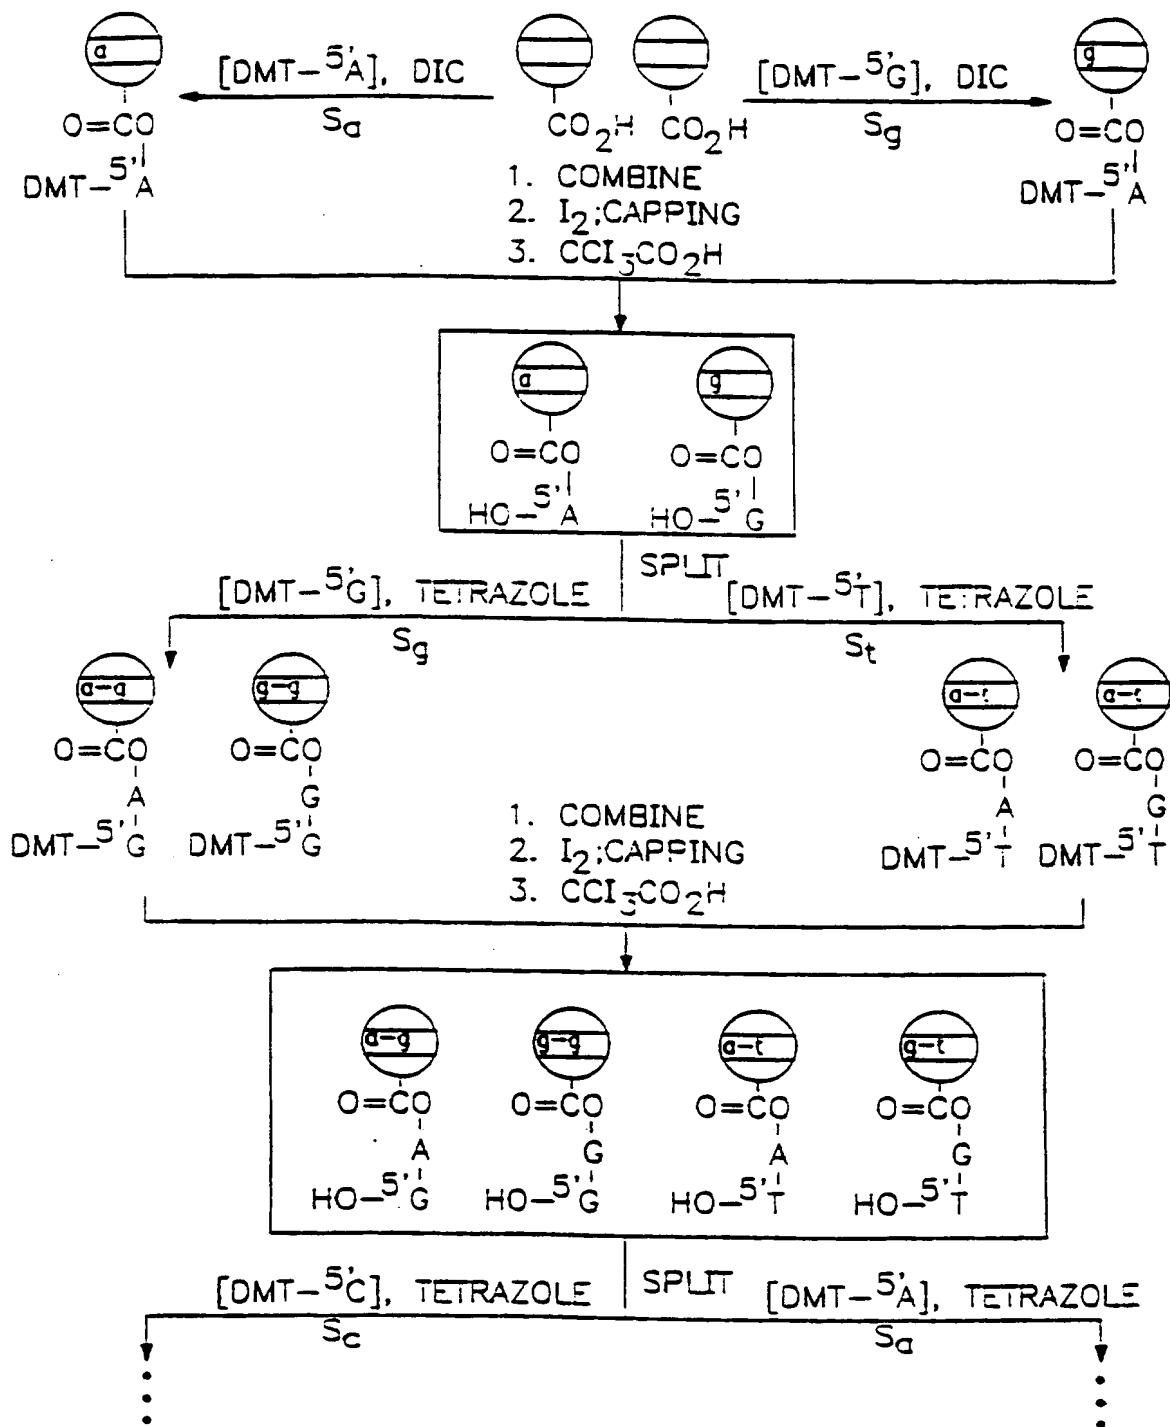 a
g
[DMT-5'A], DIC
[DMT-5'G], DIC
Sa
Sg
CO2H
CO2H
O=CO
O=CO
DMT-5'A
DMT-5'A
1. COMBINE
2. I2;CAPPING
3. CCI3CO2H
a
g
O=CO
O=CO
HO-5'A
HO-5'G
SPLIT
[DMT-5'G], TETRAZOLE
[DMT-5'T], TETRAZOLE
Sg
St
a-g
g-g
a-t
a-t
O=CO
O=CO
O=CO
O=CO
A
G
A
G
DMT-5'G
DMT-5'G
DMT-5'T
DMT-5'T
1. COMBINE
2. I2;CAPPING
3. CCI3CO2H
a-g
g-g
a-t
g-t
O=CO
O=CO
O=CO
O=CO
A
G
A
G
HO-5'G
HO-5'G
HO-5'T
HO-5'T
SPLIT
[DMT-5'C], TETRAZOLE
[DMT-5'A], TETRAZOLE
Sc
Sa